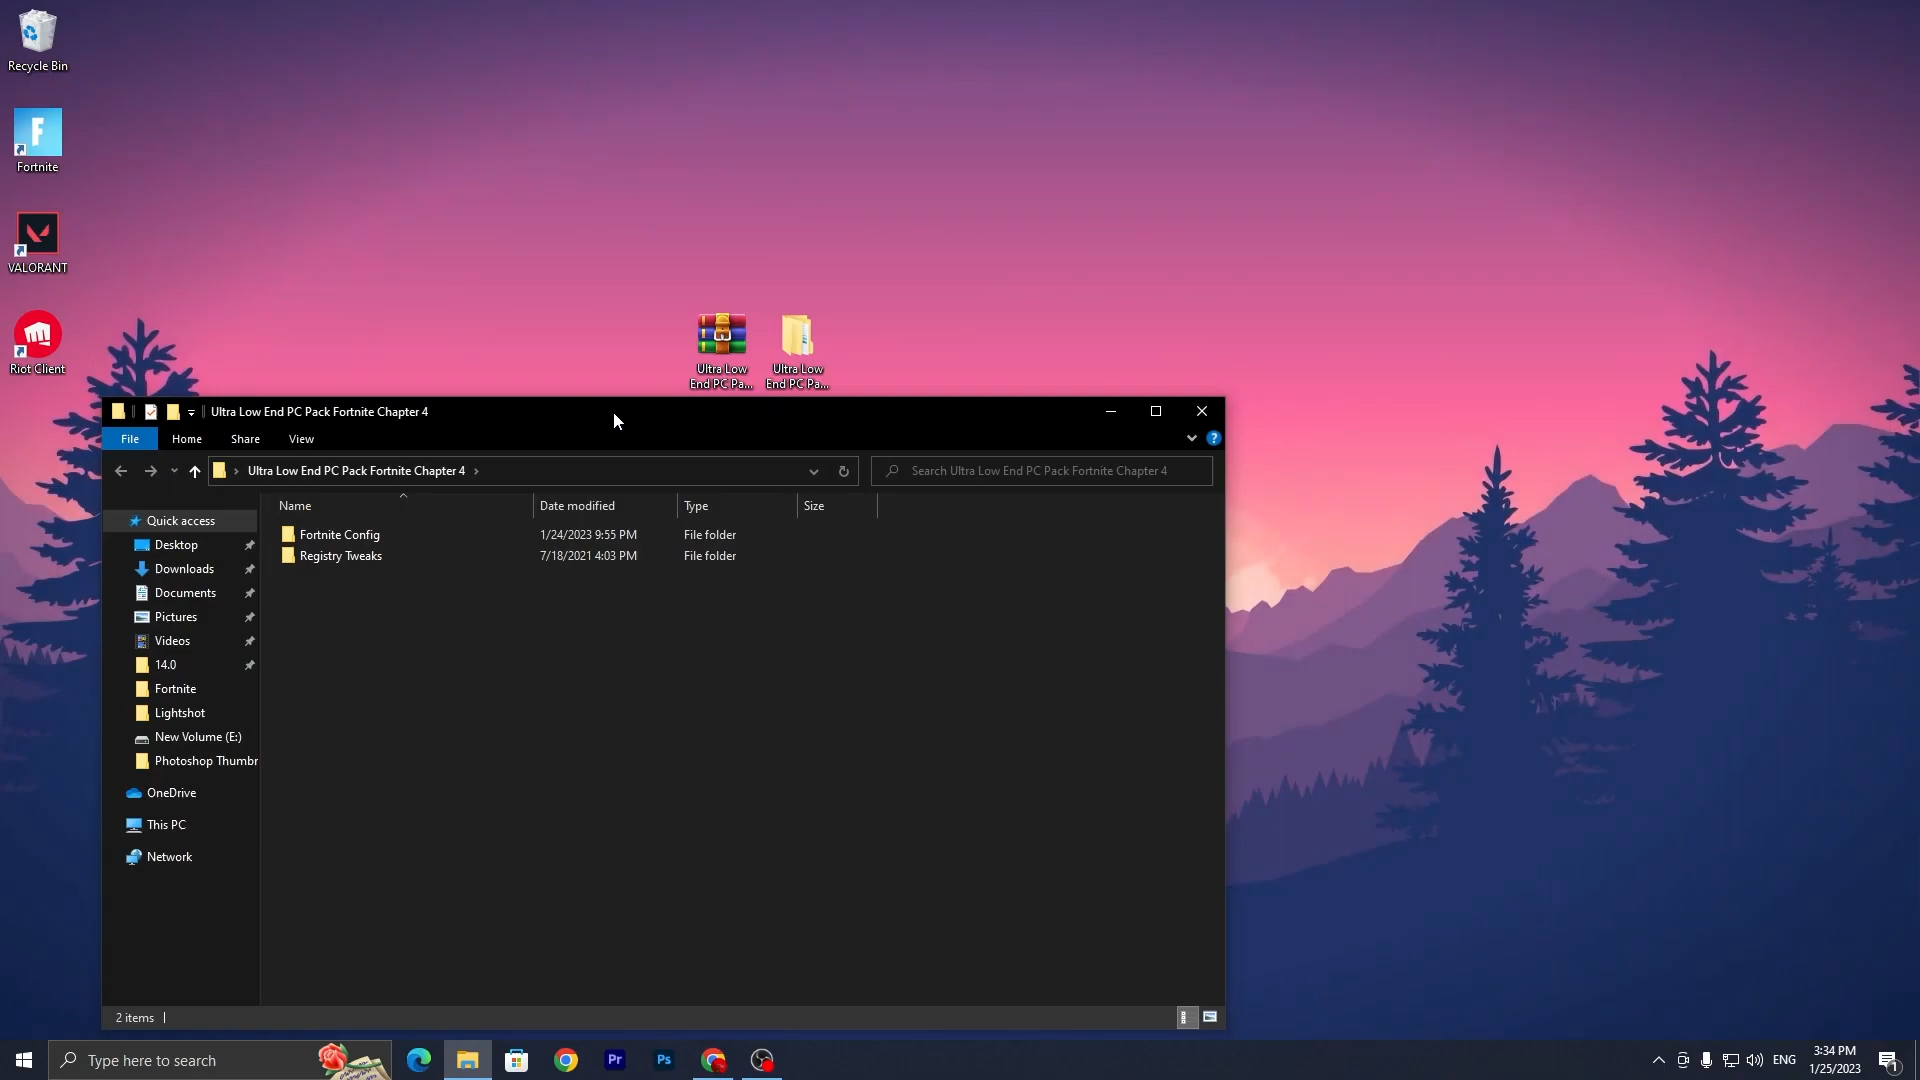 Recycle Bin
Fortnite
VALORANT
Riot Client
Ultra Low
End PC Pa...
Ultra Low
End PC Pa...
Ultra Low End PC Pack Fortnite Chapter 4
File Home Share View
Ultra Low End PC Pack Fortnite Chapter 4
Search Ultra Low End PC Pack Fortnite Chapter 4
Name Date modified Type Size
Fortnite Config 1/24/2023 9:55 PM File folder
Registry Tweaks 7/18/2021 4:03 PM File folder
Quick access
Desktop
Downloads
Documents
Pictures
Videos
14.0
Fortnite
Lightshot
New Volume (E:)
Photoshop Thumbr
OneDrive
This PC
Network
2 items
Type here to search
Pr
Ps
ENG
3:34 PM
1/25/2023
1